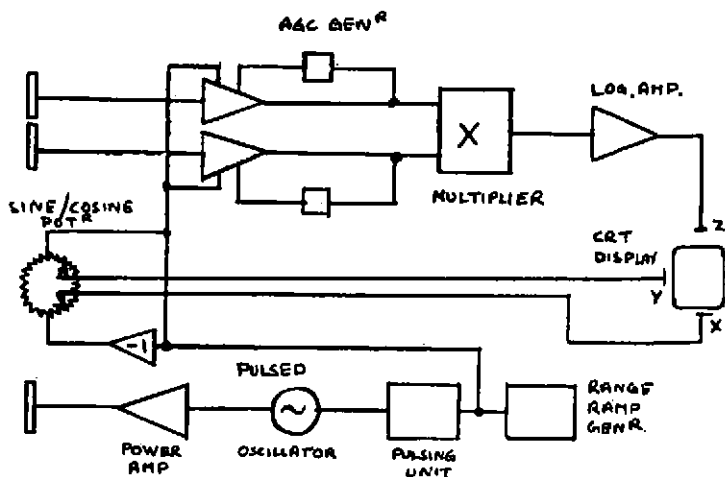 AGC GENR
LOG. AMP.
X
MULTIPLIER
SINE/COSINE
POTR
Z
CRT
DISPLAY
Y
X
-1
PULSED
OSCILLATOR
POWER
AMP
PULSING
UNIT
RANGE
RAMP
GENR.